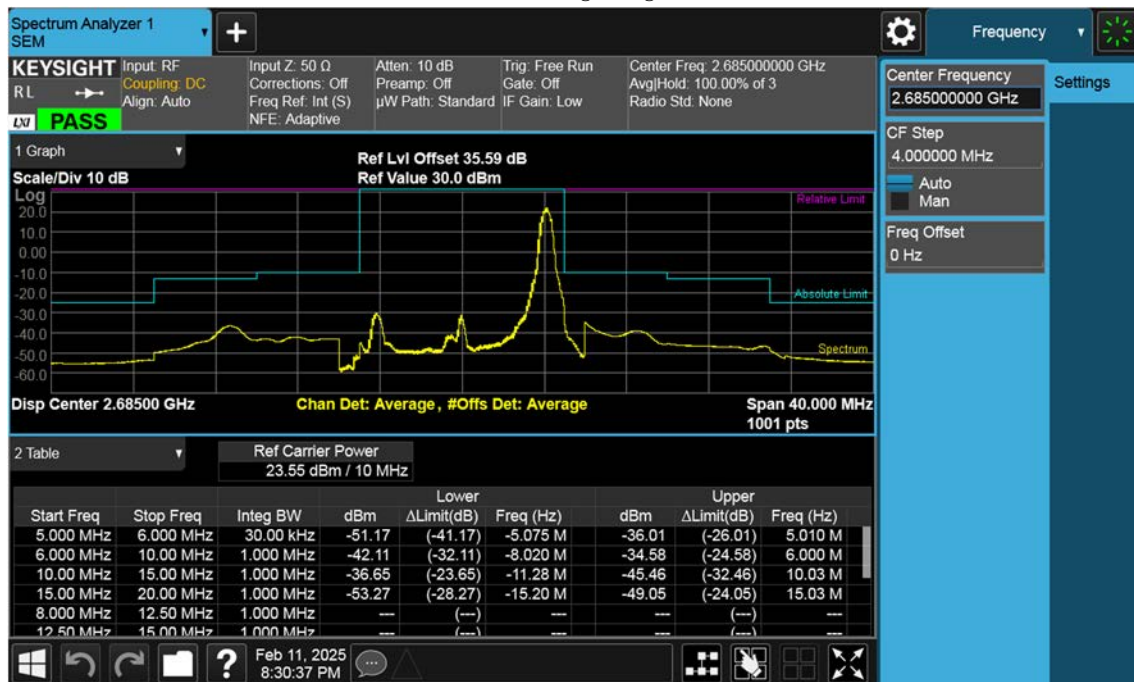 Spectrum Analyzer 1
SEM
+
Frequency
KEYSIGHT Input: RF Input Z: 50 Ω Atten: 10 dB Trig: Free Run Center Freq: 2.685000000 GHz
RL Coupling: DC Corrections: Off Preamp: Off Gate: Off Avg|Hold: 100.00% of 3
Align: Auto Freq Ref: Int (S) µW Path: Standard IF Gain: Low Radio Std: None
LXI PASS NFE: Adaptive
Center Frequency
2.685000000 GHz
Settings
CF Step
4.000000 MHz
Auto
Man
Freq Offset
0 Hz
1 Graph
Ref Lvl Offset 35.59 dB
Scale/Div 10 dB Ref Value 30.0 dBm
Log
Relative Limit
20.0
10.0
0.00
-10.0
-20.0
Absolute Limit
-30.0
-40.0
-50.0
Spectrum
-60.0
Disp Center 2.68500 GHz Chan Det: Average, #Offs Det: Average Span 40.000 MHz
1001 pts
2 Table Ref Carrier Power
23.55 dBm / 10 MHz
Lower Upper
Start Freq Stop Freq Integ BW dBm ΔLimit(dB) Freq (Hz) dBm ΔLimit(dB) Freq (Hz)
5.000 MHz 6.000 MHz 30.00 kHz -51.17 (-41.17) -5.075 M -36.01 (-26.01) 5.010 M
6.000 MHz 10.00 MHz 1.000 MHz -42.11 (-32.11) -8.020 M -34.58 (-24.58) 6.000 M
10.00 MHz 15.00 MHz 1.000 MHz -36.65 (-23.65) -11.28 M -45.46 (-32.46) 10.03 M
15.00 MHz 20.00 MHz 1.000 MHz -53.27 (-28.27) -15.20 M -49.05 (-24.05) 15.03 M
8.000 MHz 12.50 MHz 1.000 MHz --- (---) --- --- (---) ---
12.50 MHz 15.00 MHz 1.000 MHz --- (---) --- --- (---) ---
? Feb 11, 2025
8:30:37 PM